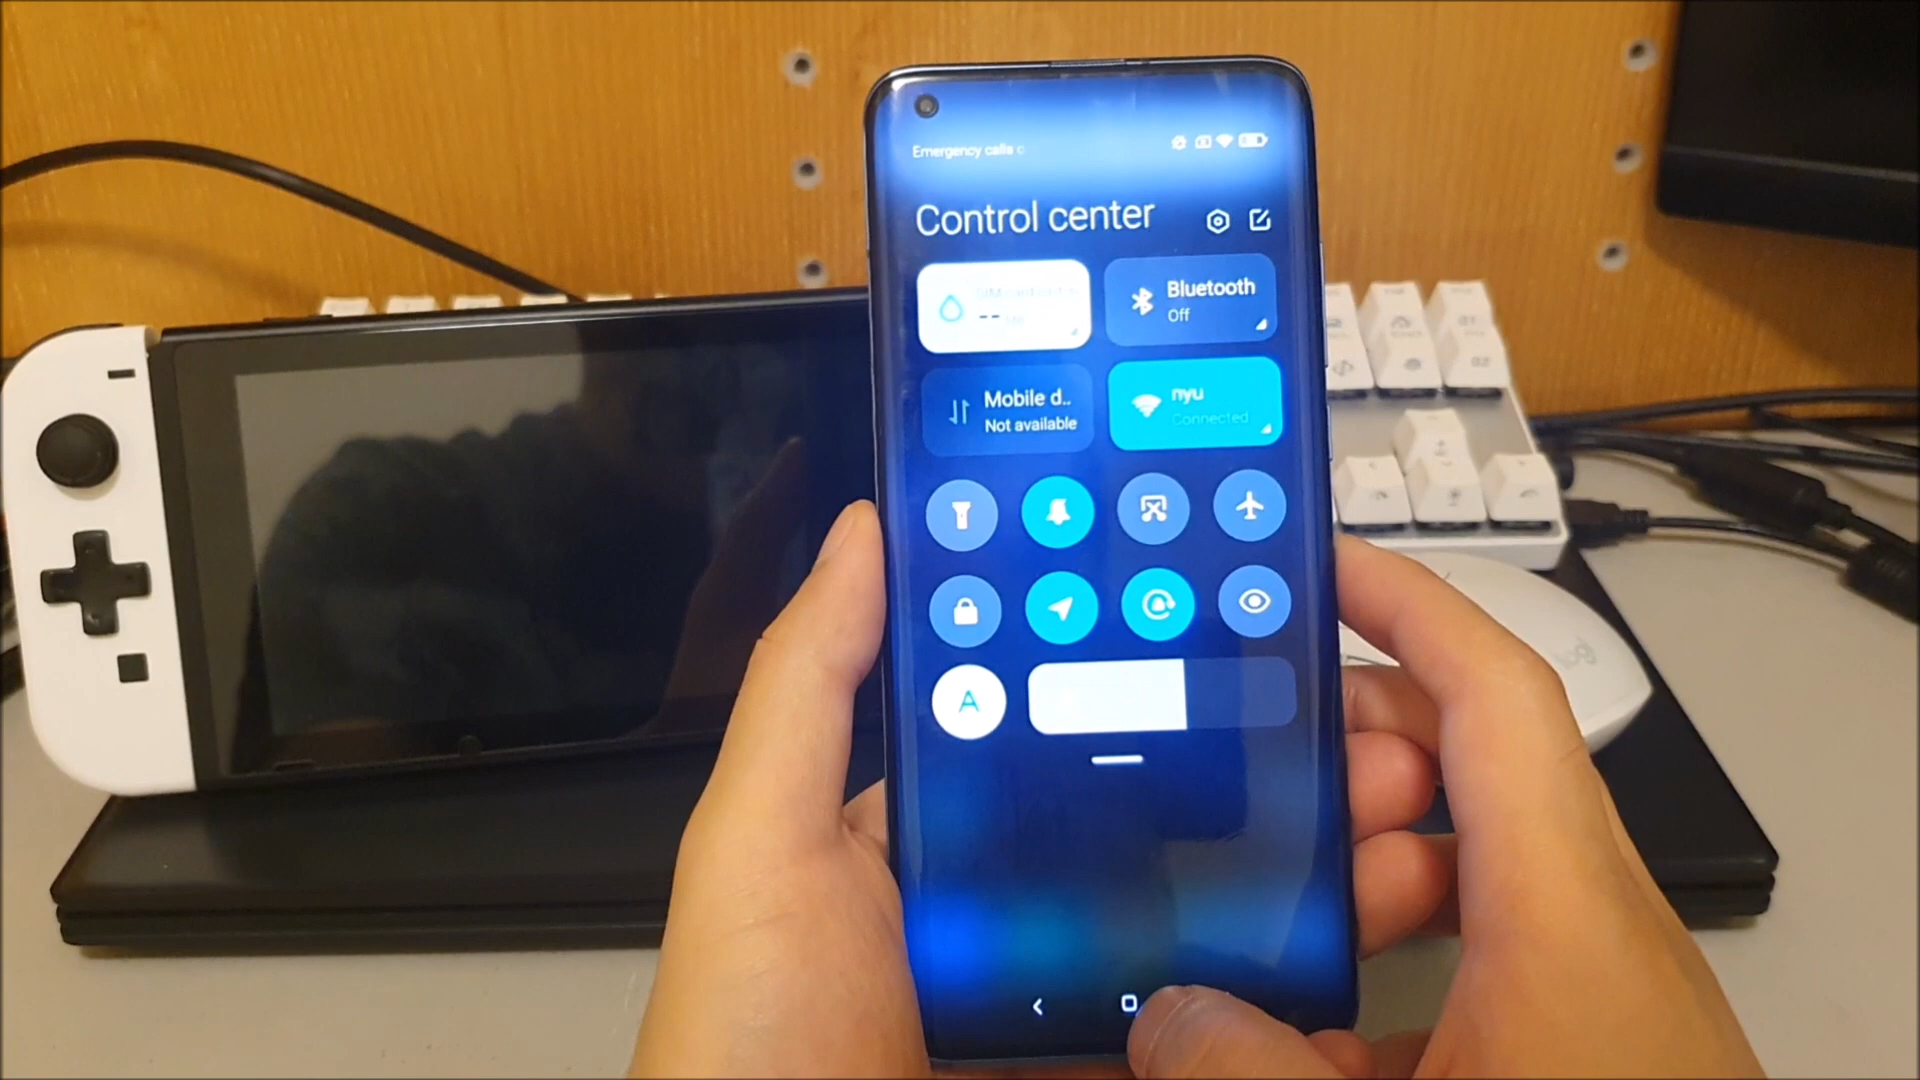 Emergency calls
Control center
Bluetooth
Off
Mobile d..
Not available
nyu
Connected
A